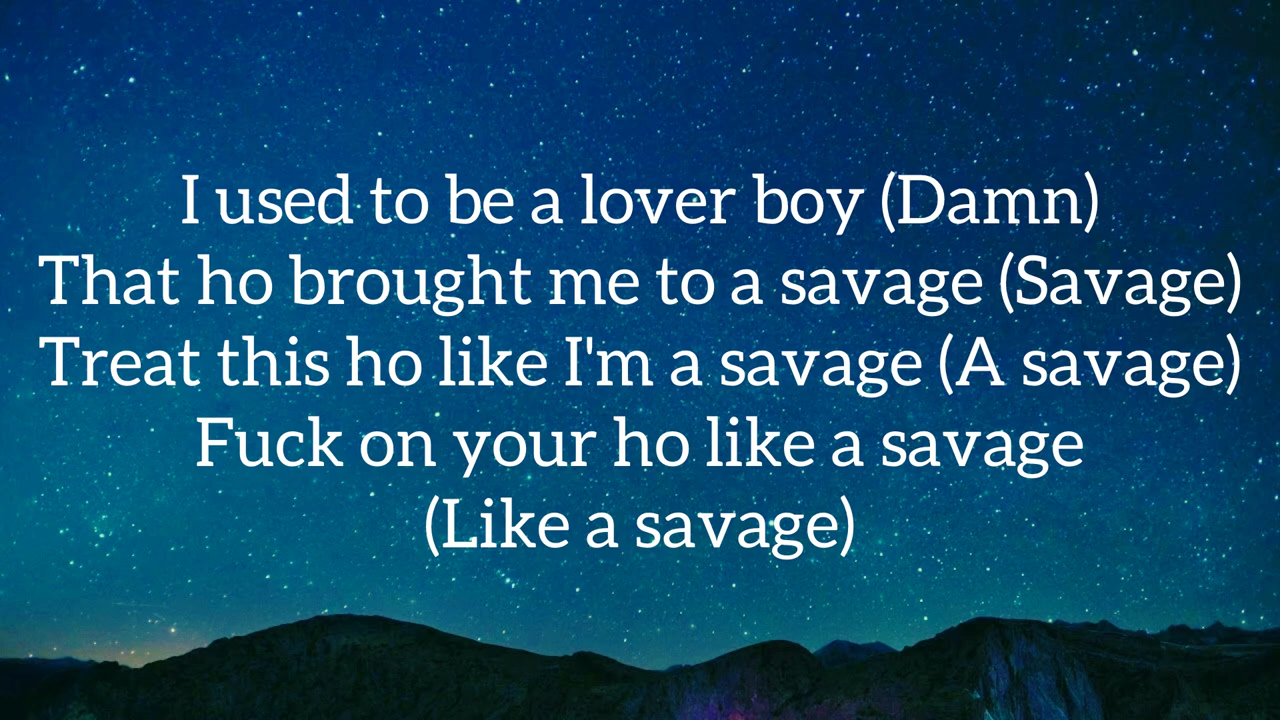 I used to be a lover boy (Damn)
That ho brought me to a savage (Savage)
Treat this ho like I'm a savage (A savage)
Fuck on your ho like a savage
(Like a savage)